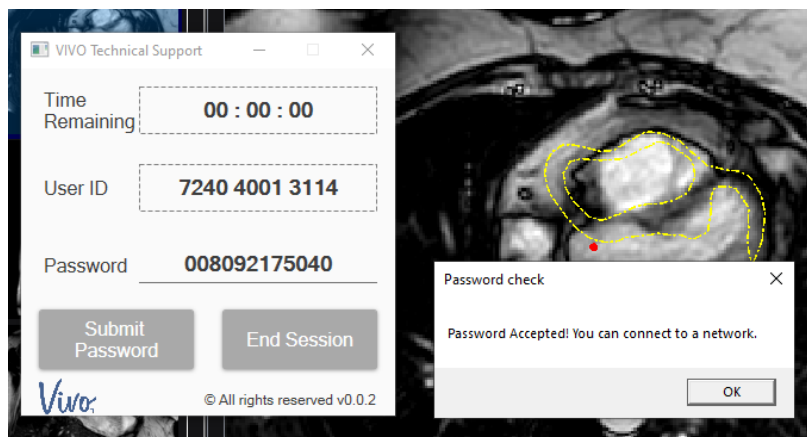 VIVO Technical Support
Time
Remaining
00 : 00 : 00
User ID
7240 4001 3114
Password
008092175040
Submit
Password
End Session
Vivo.
© All rights reserved v0.0.2
Password check
Password Accepted! You can connect to a network.
OK